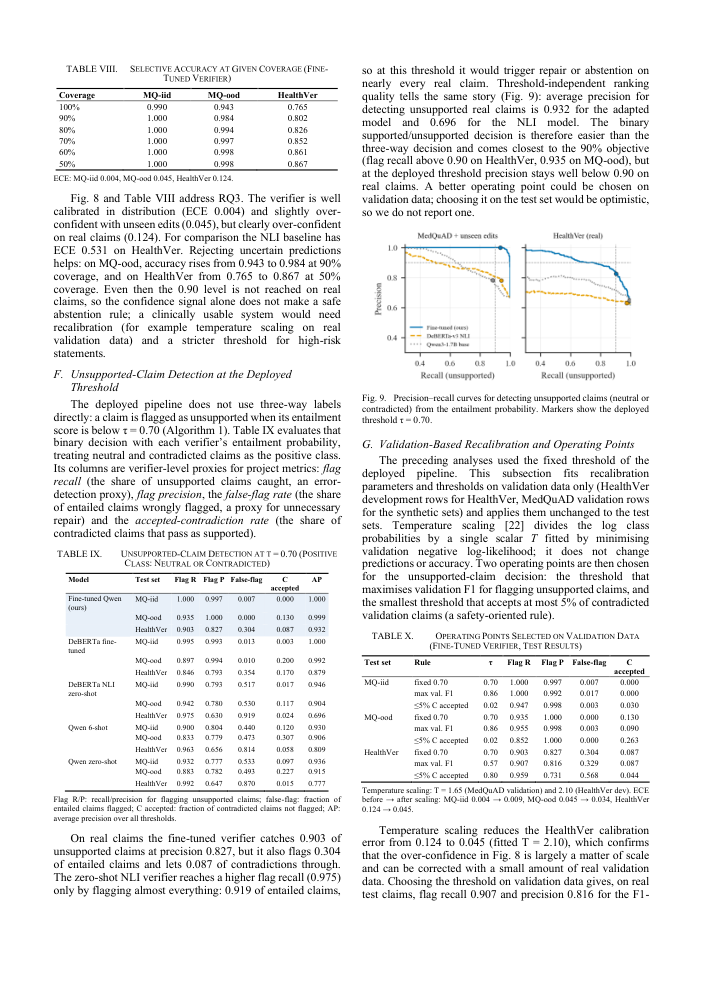 TABLE VIII. SELECTIVE ACCURACY AT GIVEN COVERAGE (FINE-
TUNED VERIFIER)
Coverage MQ-iid MQ-ood HealthVer
100% 0.990 0.943 0.765
90% 1.000 0.984 0.802
80% 1.000 0.994 0.826
70% 1.000 0.997 0.852
60% 1.000 0.998 0.861
50% 1.000 0.998 0.867
ECE: MQ-iid 0.004, MQ-ood 0.045, HealthVer 0.124.
Fig. 8 and Table VIII address RQ3. The verifier is well
calibrated in distribution (ECE 0.004) and slightly over-
confident with unseen edits (0.045), but clearly over-confident
on real claims (0.124). For comparison the NLI baseline has
ECE 0.531 on HealthVer. Rejecting uncertain predictions
helps: on MQ-ood, accuracy rises from 0.943 to 0.984 at 90%
coverage, and on HealthVer from 0.765 to 0.867 at 50%
coverage. Even then the 0.90 level is not reached on real
claims, so the confidence signal alone does not make a safe
abstention rule; a clinically usable system would need
recalibration (for example temperature scaling on real
validation data) and a stricter threshold for high-risk
statements.
F. Unsupported-Claim Detection at the Deployed
Threshold
The deployed pipeline does not use three-way labels
directly: a claim is flagged as unsupported when its entailment
score is below τ = 0.70 (Algorithm 1). Table IX evaluates that
binary decision with each verifier's entailment probability,
treating neutral and contradicted claims as the positive class.
Its columns are verifier-level proxies for project metrics: flag
recall (the share of unsupported claims caught, an error-
detection proxy), flag precision, the false-flag rate (the share
of entailed claims wrongly flagged, a proxy for unnecessary
repair) and the accepted-contradiction rate (the share of
contradicted claims that pass as supported).
TABLE IX. UNSUPPORTED-CLAIM DETECTION AT T = 0.70 (POSITIVE
CLASS: NEUTRAL OR CONTRADICTED)
Model Test set Flag R Flag P False-flag C accepted AP
Fine-tuned Qwen (ours) MQ-iid 1.000 0.997 0.007 0.000 1.000
MQ-ood 0.935 1.000 0.000 0.130 0.999
HealthVer 0.903 0.827 0.304 0.087 0.932
DeBERTa fine-tuned MQ-iid 0.995 0.993 0.013 0.003 1.000
MQ-ood 0.897 0.994 0.010 0.200 0.992
HealthVer 0.846 0.793 0.354 0.170 0.879
DeBERTa NLI zero-shot MQ-iid 0.990 0.793 0.517 0.017 0.946
MQ-ood 0.942 0.780 0.530 0.117 0.904
HealthVer 0.975 0.630 0.919 0.024 0.696
Qwen 6-shot MQ-iid 0.900 0.804 0.440 0.120 0.930
MQ-ood 0.833 0.779 0.473 0.307 0.906
HealthVer 0.963 0.656 0.814 0.058 0.809
Qwen zero-shot MQ-iid 0.932 0.777 0.533 0.097 0.936
MQ-ood 0.883 0.782 0.493 0.227 0.915
HealthVer 0.992 0.647 0.870 0.015 0.777
Flag R/P: recall/precision for flagging unsupported claims; false-flag: fraction of
entailed claims flagged; C accepted: fraction of contradicted claims not flagged; AP:
average precision over all thresholds.
On real claims the fine-tuned verifier catches 0.903 of
unsupported claims at precision 0.827, but it also flags 0.304
of entailed claims and lets 0.087 of contradictions through.
The zero-shot NLI verifier reaches a higher flag recall (0.975)
only by flagging almost everything: 0.919 of entailed claims,
so at this threshold it would trigger repair or abstention on
nearly every real claim. Threshold-independent ranking
quality tells the same story (Fig. 9): average precision for
detecting unsupported real claims is 0.932 for the adapted
model and 0.696 for the NLI model. The binary
supported/unsupported decision is therefore easier than the
three-way decision and comes closest to the 90% objective
(flag recall above 0.90 on HealthVer, 0.935 on MQ-ood), but
at the deployed threshold precision stays well below 0.90 on
real claims. A better operating point could be chosen on
validation data; choosing it on the test set would be optimistic,
so we do not report one.
MedQuAD + unseen edits HealthVer (real)
Precision
1.0
0.8
0.6
0.4
Fine-tuned (ours)
DeBERTa-v3 NLI
Qwen3-1.7B base
0.4 0.6 0.8 1.0 0.4 0.6 0.8 1.0
Recall (unsupported) Recall (unsupported)
Fig. 9. Precision–recall curves for detecting unsupported claims (neutral or
contradicted) from the entailment probability. Markers show the deployed
threshold τ = 0.70.
G. Validation-Based Recalibration and Operating Points
The preceding analyses used the fixed threshold of the
deployed pipeline. This subsection fits recalibration
parameters and thresholds on validation data only (HealthVer
development rows for HealthVer, MedQuAD validation rows
for the synthetic sets) and applies them unchanged to the test
sets. Temperature scaling [22] divides the log class
probabilities by a single scalar T fitted by minimising
validation negative log-likelihood; it does not change
predictions or accuracy. Two operating points are then chosen
for the unsupported-claim decision: the threshold that
maximises validation F1 for flagging unsupported claims, and
the smallest threshold that accepts at most 5% of contradicted
validation claims (a safety-oriented rule).
TABLE X. OPERATING POINTS SELECTED ON VALIDATION DATA
(FINE-TUNED VERIFIER, TEST RESULTS)
Test set Rule τ Flag R Flag P False-flag C accepted
MQ-iid fixed 0.70 0.70 1.000 0.997 0.007 0.000
max val. F1 0.86 1.000 0.992 0.017 0.000
≤5% C accepted 0.02 0.947 0.998 0.003 0.030
MQ-ood fixed 0.70 0.70 0.935 1.000 0.000 0.130
max val. F1 0.86 0.955 0.998 0.003 0.090
≤5% C accepted 0.02 0.852 1.000 0.000 0.263
HealthVer fixed 0.70 0.70 0.903 0.827 0.304 0.087
max val. F1 0.57 0.907 0.816 0.329 0.087
≤5% C accepted 0.80 0.959 0.731 0.568 0.044
Temperature scaling: T = 1.65 (MedQuAD validation) and 2.10 (HealthVer dev). ECE
before → after scaling: MQ-iid 0.004 → 0.009, MQ-ood 0.045 → 0.034, HealthVer
0.124 → 0.045.
Temperature scaling reduces the HealthVer calibration
error from 0.124 to 0.045 (fitted T = 2.10), which confirms
that the over-confidence in Fig. 8 is largely a matter of scale
and can be corrected with a small amount of real validation
data. Choosing the threshold on validation data gives, on real
test claims, flag recall 0.907 and precision 0.816 for the F1-